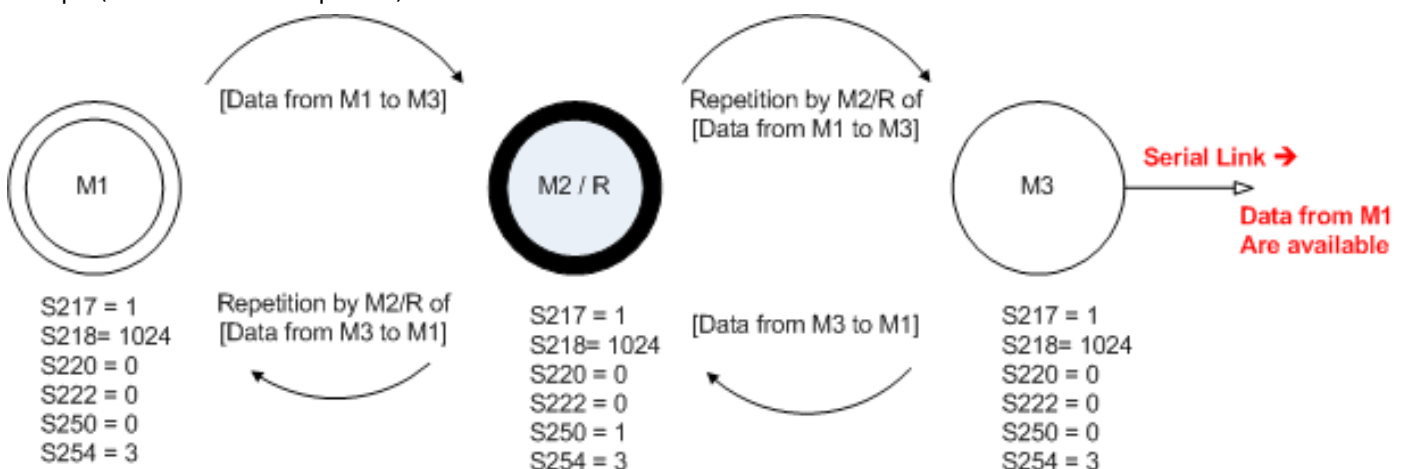 [Data from M1 to M3]
Repetition by M2/R of
[Data from M1 to M3]
M1
M2 / R
M3
Serial Link →
Data from M1
Are available
S217 = 1
S218= 1024
S220 = 0
S222 = 0
S250 = 0
S254 = 3
Repetition by M2/R of
[Data from M3 to M1]
S217 = 1
S218= 1024
S220 = 0
S222 = 0
S250 = 1
S254 = 3
[Data from M3 to M1]
S217 = 1
S218= 1024
S220 = 0
S222 = 0
S250 = 0
S254 = 3